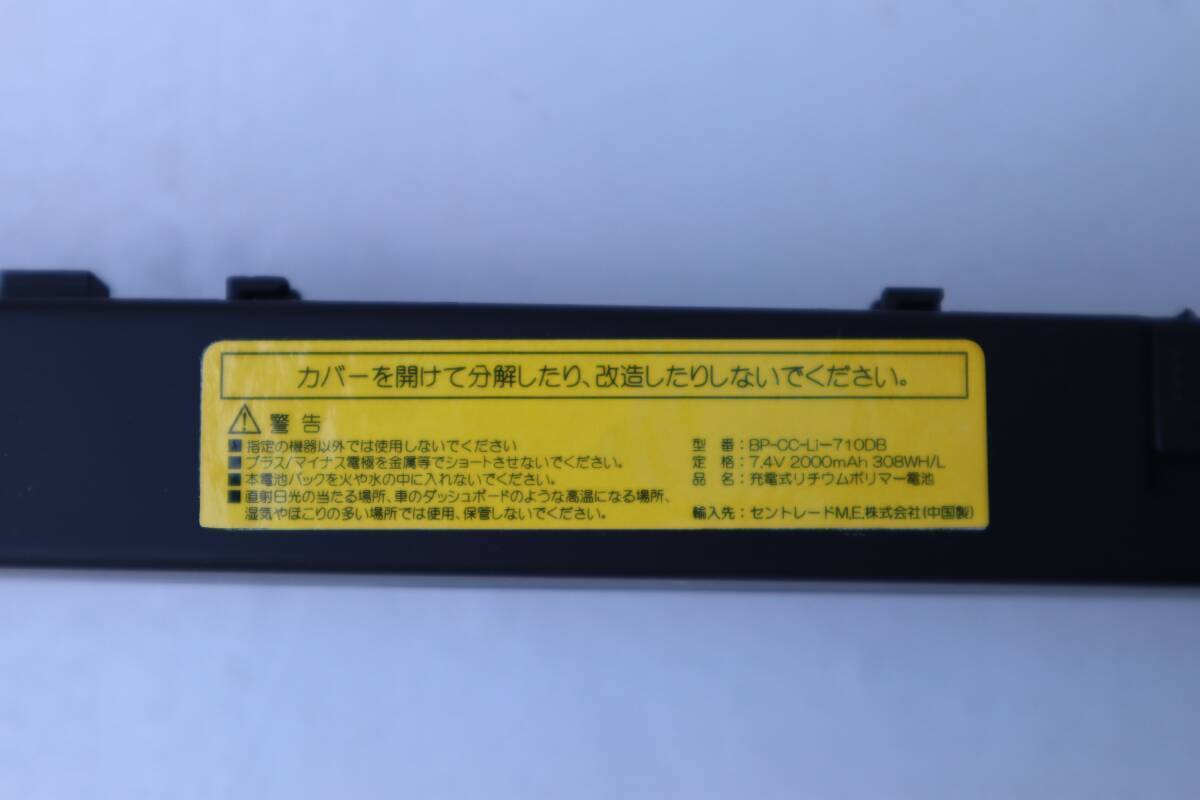 カバーを開けて分解したり、改造したりしないでください。
警告
■指定の機器以外では使用しないでください
■プラス/マイナス電極を金属等でショートさせないでください。
■本電池パックを火や水の中に入れないでください。
■直射日光の当たる場所、車のダッシュボードのような高温になる場所、
湿気やほこりの多い場所では使用、保管しないでください。
型 番：BP-CC-Li-710DB
定 格：7.4V 2000mAh 308WH/L
品 名：充電式リチウムポリマー電池
輸入先：セントレードM.E.株式会社(中国製)